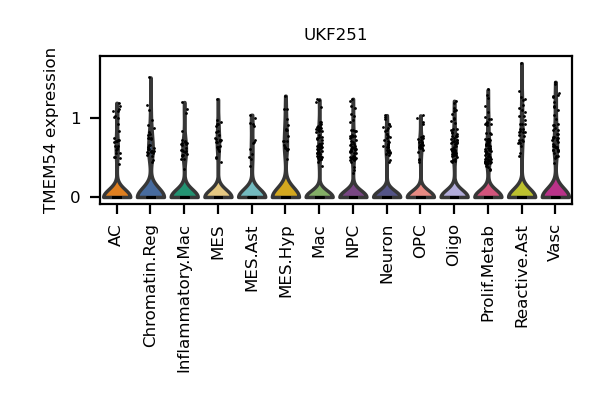 UKF251
TMEM54 expression
1
0
AC
Chromatin.Reg
Inflammatory.Mac
MES
MES.Ast
MES.Hyp
Mac
NPC
Neuron
OPC
Oligo
Prolif.Metab
Reactive.Ast
Vasc